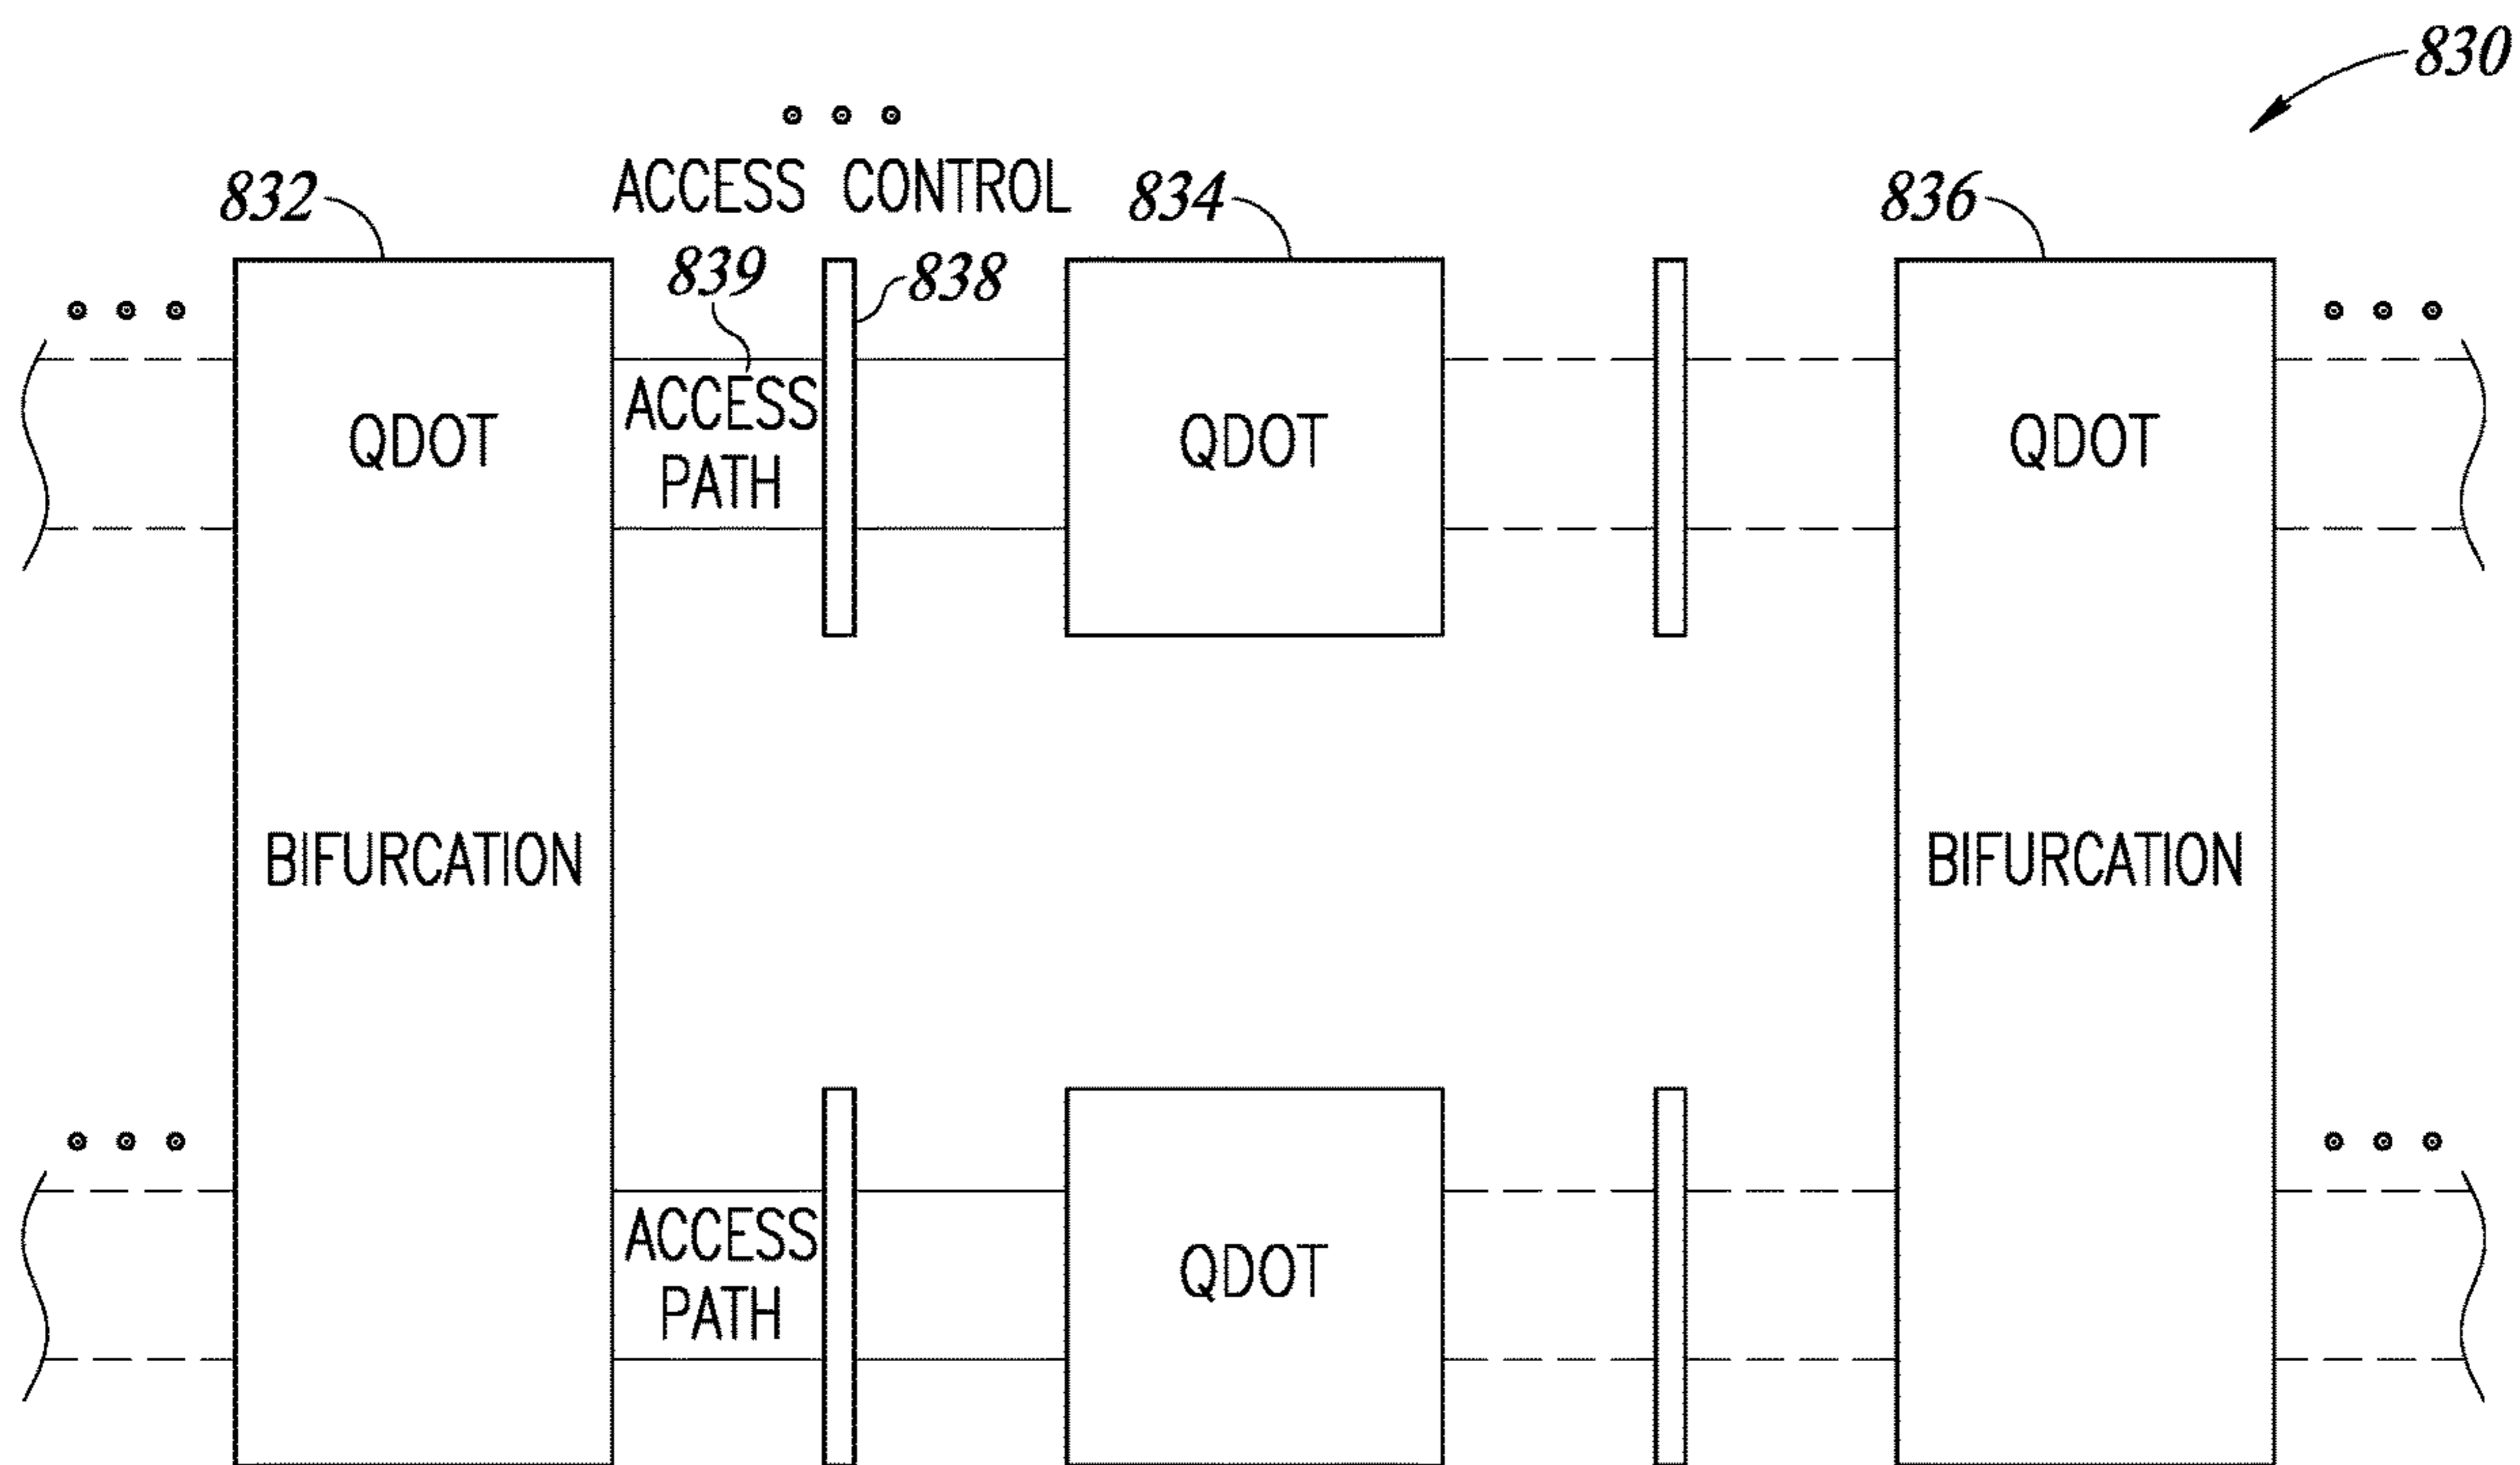 830
ACCESS CONTROL
832
834
836
839
838
QDOT
ACCESS
PATH
QDOT
QDOT
BIFURCATION
BIFURCATION
ACCESS
PATH
QDOT